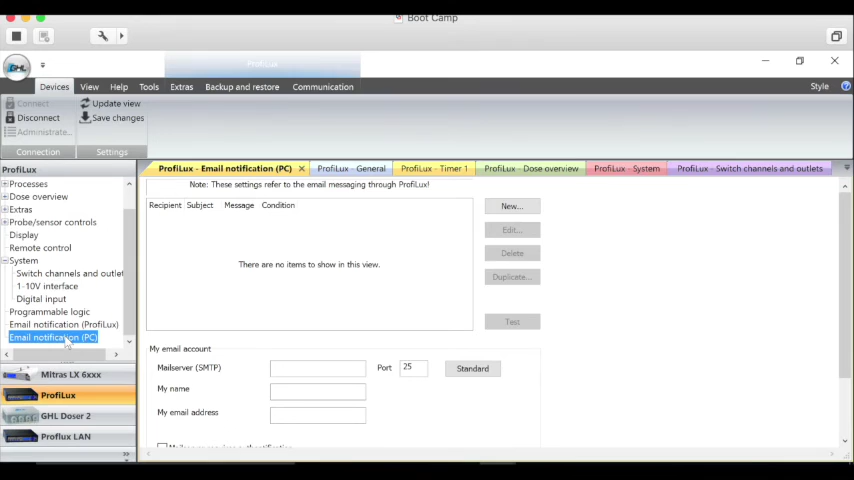 Boot Camp
GHL
ProfiLux
Devices View Help Tools Extras Backup and restore Communication Style
Connect
Update view
Disconnect
Save changes
Administrate...
Connection Settings
ProfiLux
ProfiLux - Email notification (PC) ProfiLux - General ProfiLux - Timer 1 ProfiLux - Dose overview ProfiLux - System ProfiLux - Switch channels and outlets
Processes
Dose overview
Extras
Probe/sensor controls
Display
Remote control
System
Switch channels and outlet
1-10V interface
Digital input
Programmable logic
Email notification (ProfiLux)
Email notification (PC)
Mitras LX 6xxx
ProfiLux
GHL Doser 2
Proflux LAN
Note: These settings refer to the email messaging through ProfiLux!
Recipient Subject Message Condition
There are no items to show in this view.
New...
Edit...
Delete
Duplicate...
Test
My email account
Mailserver (SMTP) Port 25 Standard
My name
My email address